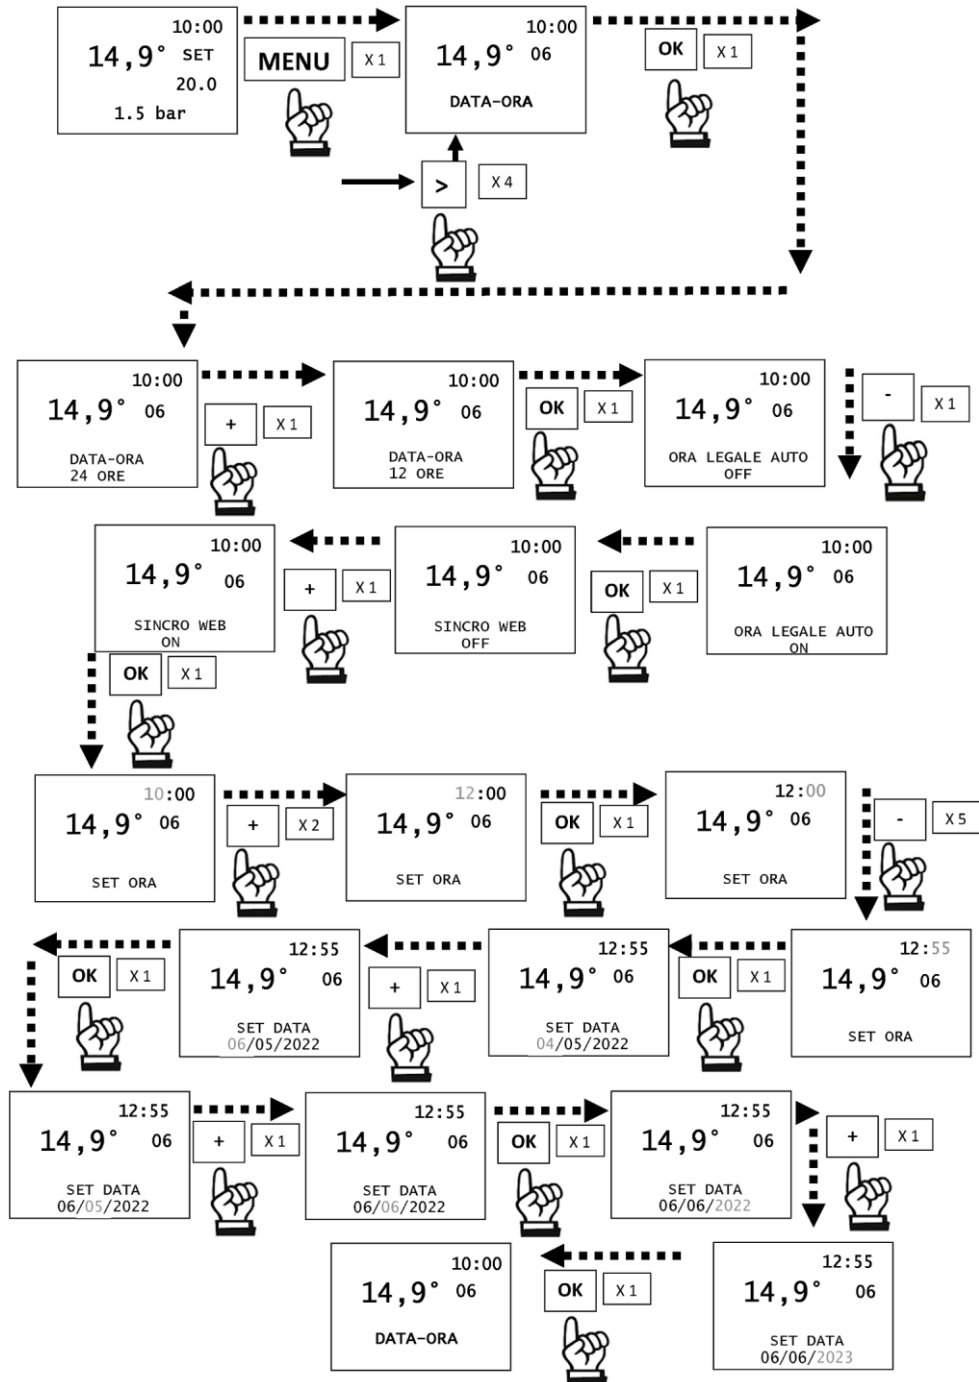 10:00
14,9° SET
20.0
1.5 bar
MENU X 1
10:00
14,9° 06
DATA-ORA
OK X 1
> X 4
10:00
14,9° 06
DATA-ORA
24 ORE
+ X 1
10:00
14,9° 06
DATA-ORA
12 ORE
OK X 1
10:00
14,9° 06
ORA LEGALE AUTO
OFF
- X 1
10:00
14,9° 06
ORA LEGALE AUTO
ON
OK X 1
10:00
14,9° 06
SINCRO WEB
OFF
+ X 1
10:00
14,9° 06
SINCRO WEB
ON
OK X 1
10:00
14,9° 06
SET ORA
+ X 2
12:00
14,9° 06
SET ORA
OK X 1
12:00
14,9° 06
SET ORA
- X 5
12:55
14,9° 06
SET ORA
OK X 1
12:55
14,9° 06
SET DATA
04/05/2022
+ X 1
12:55
14,9° 06
SET DATA
06/05/2022
OK X 1
12:55
14,9° 06
SET DATA
06/05/2022
+ X 1
12:55
14,9° 06
SET DATA
06/06/2022
OK X 1
12:55
14,9° 06
SET DATA
06/06/2022
+ X 1
12:55
14,9° 06
SET DATA
06/06/2023
OK X 1
10:00
14,9° 06
DATA-ORA